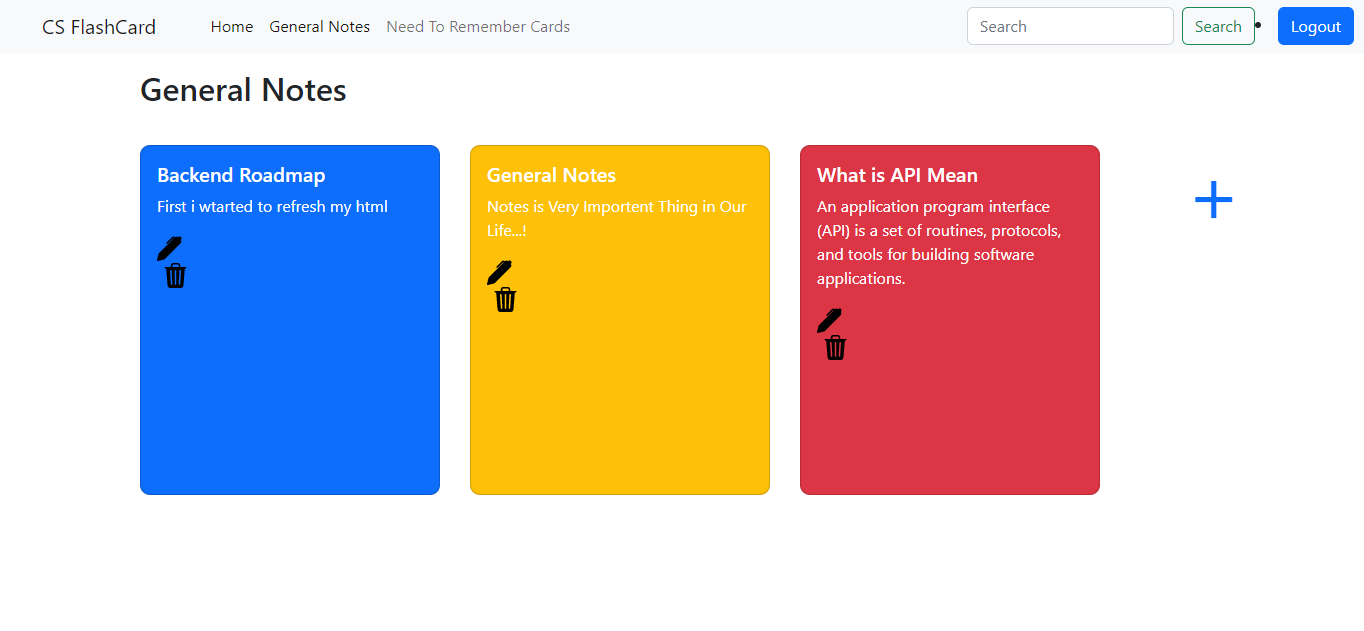 CS FlashCard Home General Notes Need To Remember Cards Search Search Logout
General Notes
Backend Roadmap
First i wtarted to refresh my html
General Notes
Notes is Very Importent Thing in Our
Life...!
What is API Mean
An application program interface
(API) is a set of routines, protocols,
and tools for building software
applications.